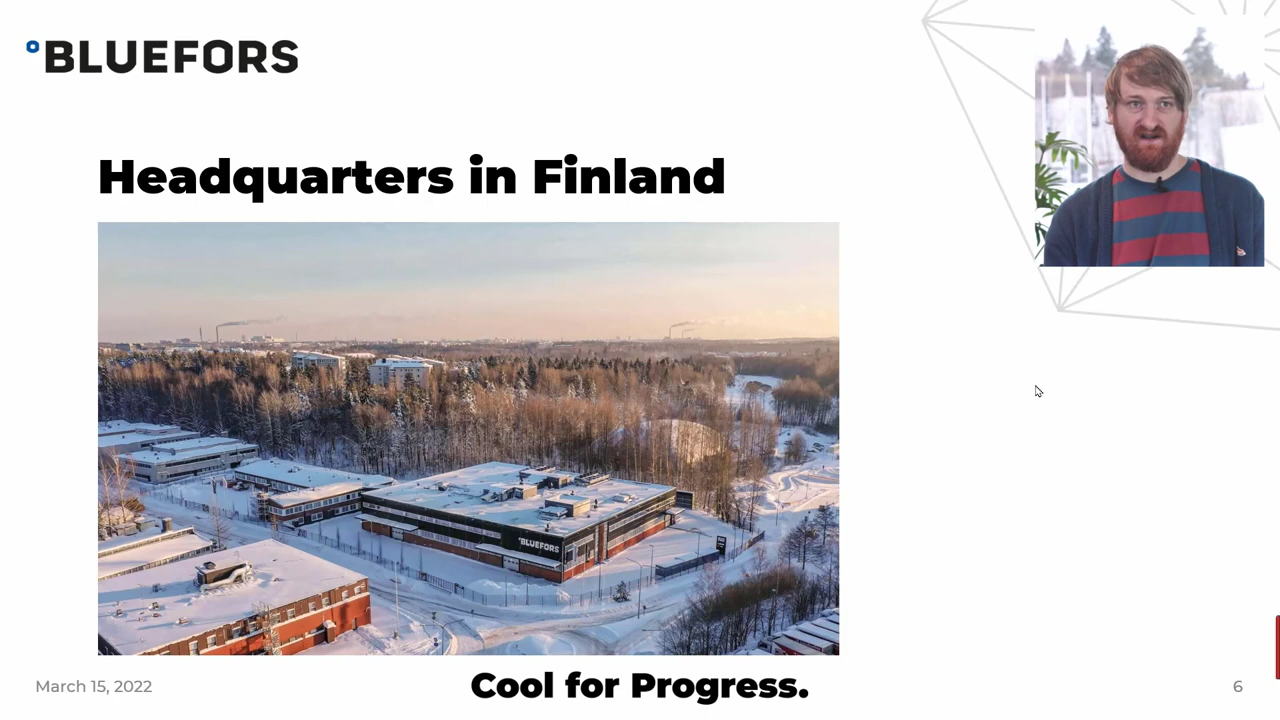 °BLUEFORS
Headquarters in Finland
°BLUEFORS
March 15, 2022
Cool for Progress.
6